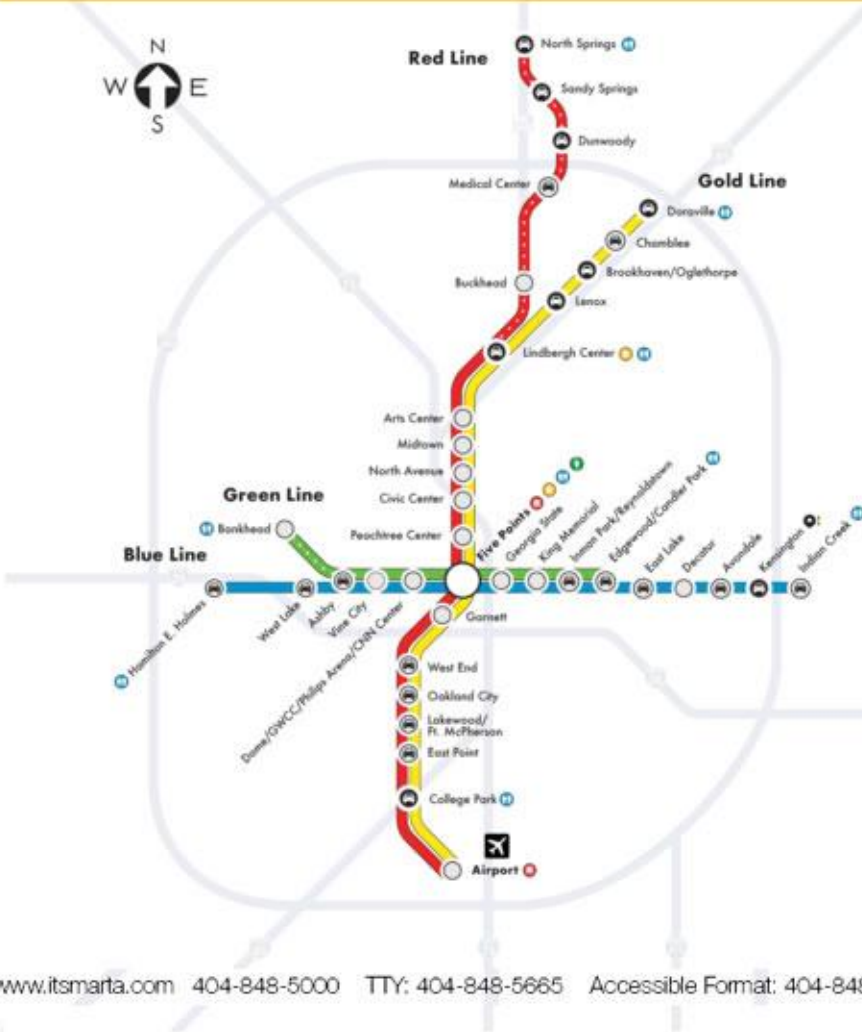 N
W E
S
Red Line
North Springs
Sandy Springs
Dunwoody
Medical Center
Gold Line
Doraville
Chamblee
Brookhaven/Oglethorpe
Buckhead
Lenox
Lindbergh Center
Arts Center
Midtown
North Avenue
Civic Center
Peachtree Center
Green Line
Bankhead
Blue Line
Five Points
Georgia State
King Memorial
Inman Park/Reynoldstown
Edgewood/Candler Park
East Lake
Decatur
Avondale
Kensington
Indian Creek
Hamilton E. Holmes
West Lake
Ashby
Vine City
Dome/GWCC/Philips Arena/CNN Center
Garnett
West End
Oakland City
Lakewood/
Ft. McPherson
East Point
College Park
Airport
www.itsmarta.com 404-848-5000 TTY: 404-848-5665 Accessible Format: 404-848